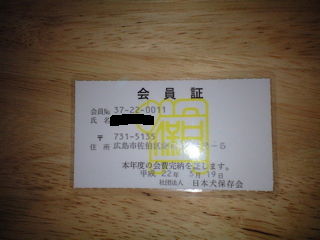 会員証
会員№ 37-22-0011
氏名
〒 731-5135
住所 広島市佐伯区
本年度の会費完納を証します。
平成 22年 5月19日
社団法人 日本犬保存会